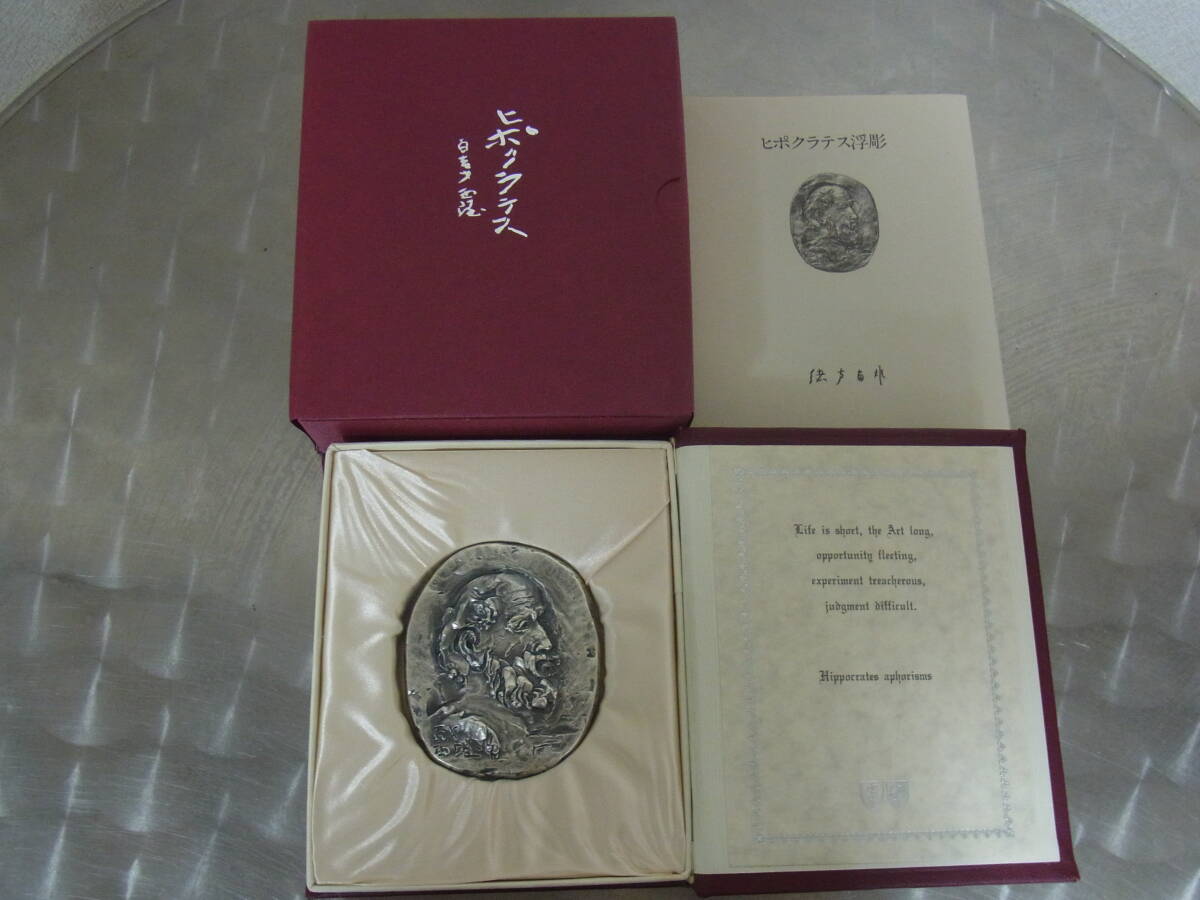 ヒポクラテス
ヒポクラテス浮彫
Life is short, the Art long,
opportunity fleeting,
experiment treacherous,
judgment difficult.
Hippocrates aphorisms